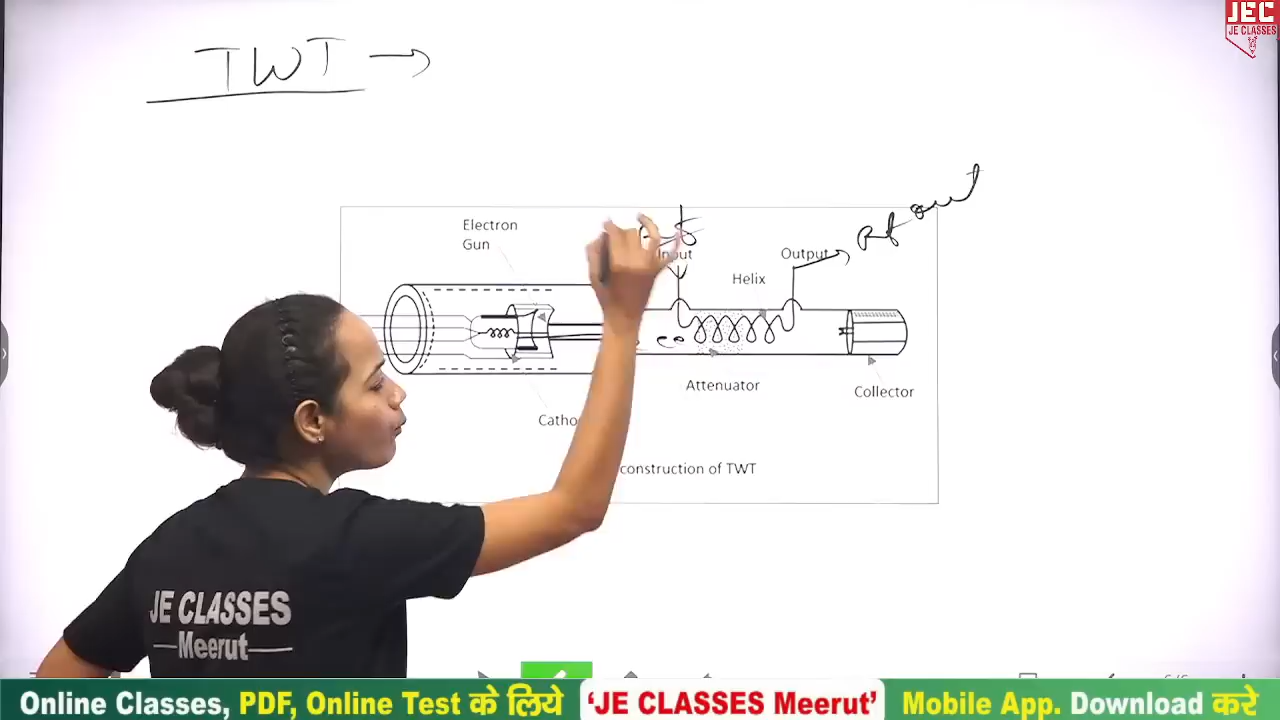 JEC
JE CLASSES
TWT →
Electron
Gun
Input
Output
RF out
Helix
Attenuator
Collector
construction of TWT
JE CLASSES
Meerut
Online Classes, PDF, Online Test के लिये ‘JE CLASSES Meerut’ Mobile App. Download करे